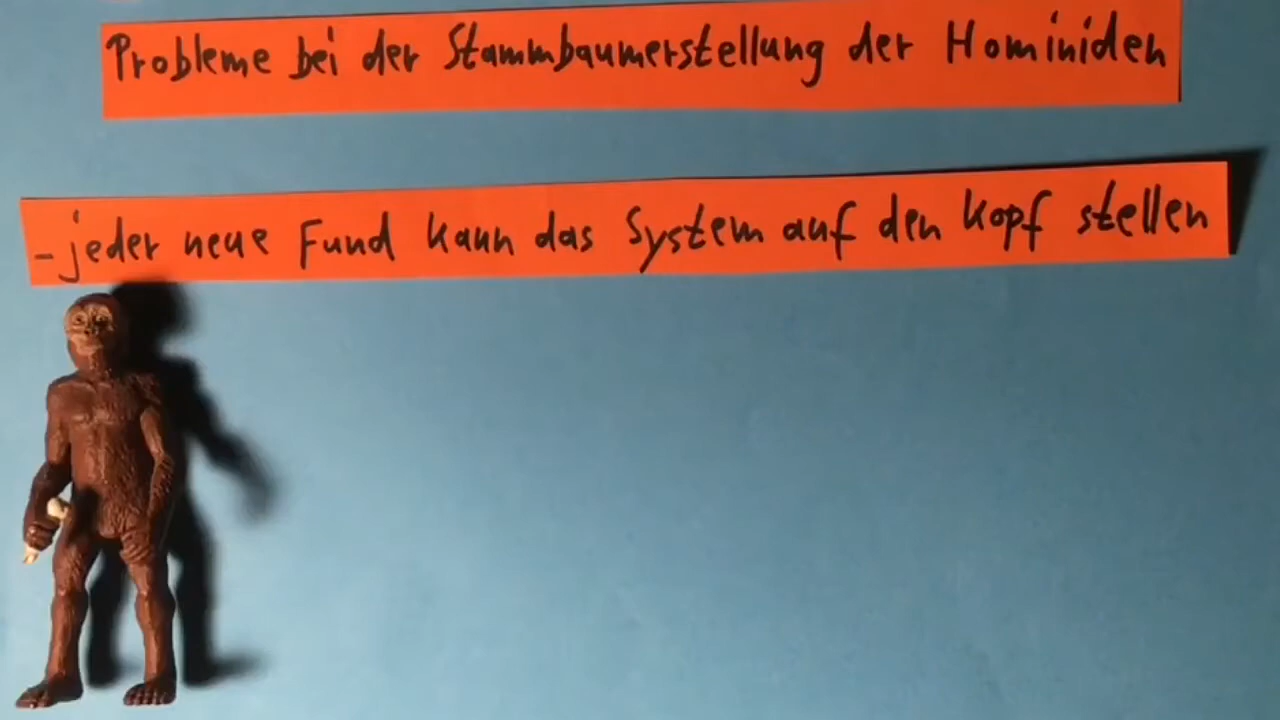 Probleme bei der Stammbaumerstellung der Hominiden
- jeder neue Fund kann das System auf den Kopf stellen